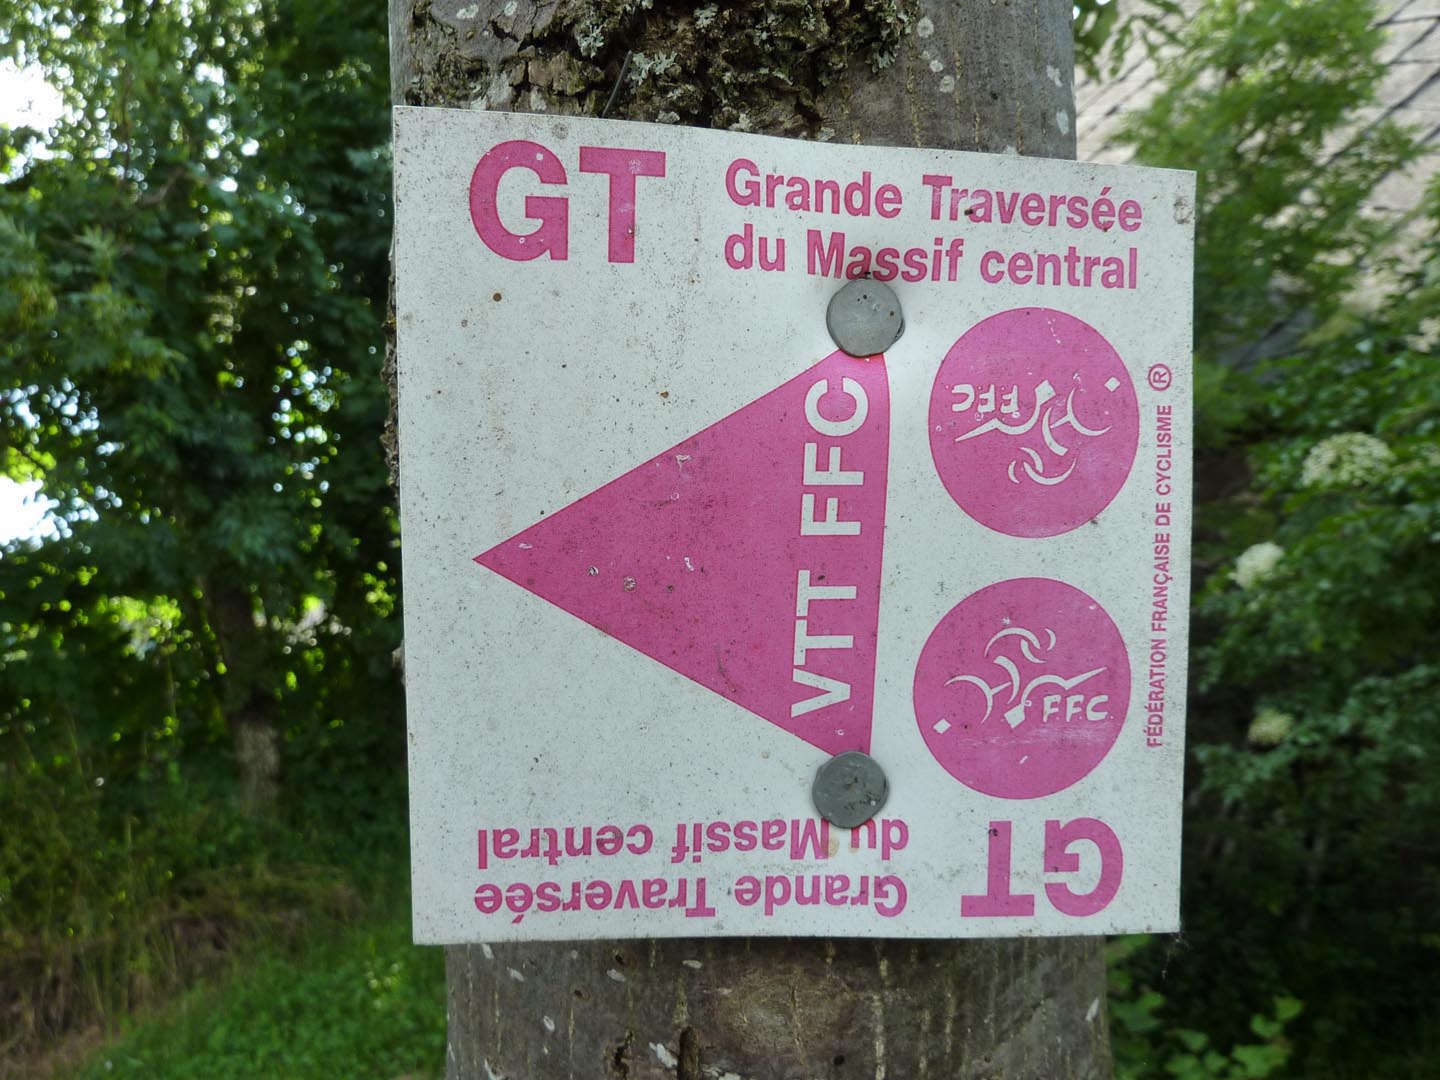 GT
Grande Traversée
du Massif central
VTT FFC
FFC
FFC
FÉDÉRATION FRANÇAISE DE CYCLISME ®
GT
Grande Traversée
du Massif central